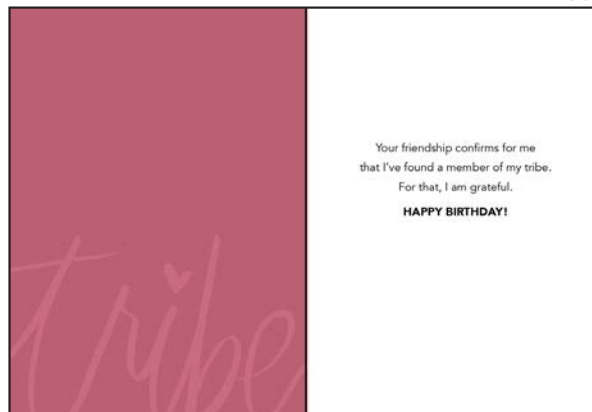 tribe
Your friendship confirms for me
that I've found a member of my tribe.
For that, I am grateful.
HAPPY BIRTHDAY!